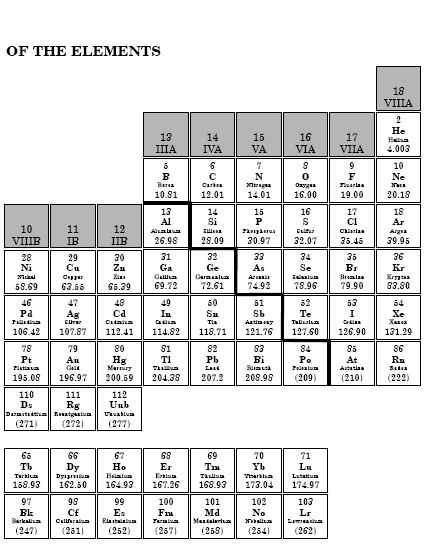 OF THE ELEMENTS
18
VIIIA
13 14 15 16 17 2
IIIA IVA VA VIA VIIA He
Helium
4.003
5 6 7 8 9 10
B C N O F Ne
Boron Carbon Nitrogen Oxygen Fluorine Neon
10.81 12.01 14.01 16.00 19.00 20.18
10 11 12 13 14 15 16 17 18
VIIIB IB IIB Al Si P S Cl Ar
Aluminum Silicon Phosphorus Sulfur Chlorine Argon
26.98 28.09 30.97 32.07 35.45 39.95
28 29 30 31 32 33 34 35 36
Ni Cu Zn Ga Ge As Se Br Kr
Nickel Copper Zinc Gallium Germanium Arsenic Selenium Bromine Krypton
58.69 63.55 65.39 69.72 72.61 74.92 78.96 79.90 83.80
46 47 48 49 50 51 52 53 54
Pd Ag Cd In Sn Sb Te I Xe
Palladium Silver Cadmium Indium Tin Antimony Tellurium Iodine Xenon
106.42 107.87 112.41 114.82 118.71 121.76 127.60 126.90 131.29
78 79 80 81 82 83 84 85 86
Pt Au Hg Tl Pb Bi Po At Rn
Platinum Gold Mercury Thallium Lead Bismuth Polonium Astatine Radon
195.08 196.97 200.59 204.38 207.2 208.98 (209) (210) (222)
110 111 112
Ds Rg Uub
Darmstadtium Roentgenium Ununbium
(271) (272) (277)
65 66 67 68 69 70 71
Tb Dy Ho Er Tm Yb Lu
Terbium Dysprosium Holmium Erbium Thulium Ytterbium Lutetium
158.93 162.50 164.93 167.26 168.93 173.04 174.97
97 98 99 100 101 102 103
Bk Cf Es Fm Md No Lr
Berkelium Californium Einsteinium Fermium Mendelevium Nobelium Lawrencium
(247) (251) (252) (257) (258) (254) (262)